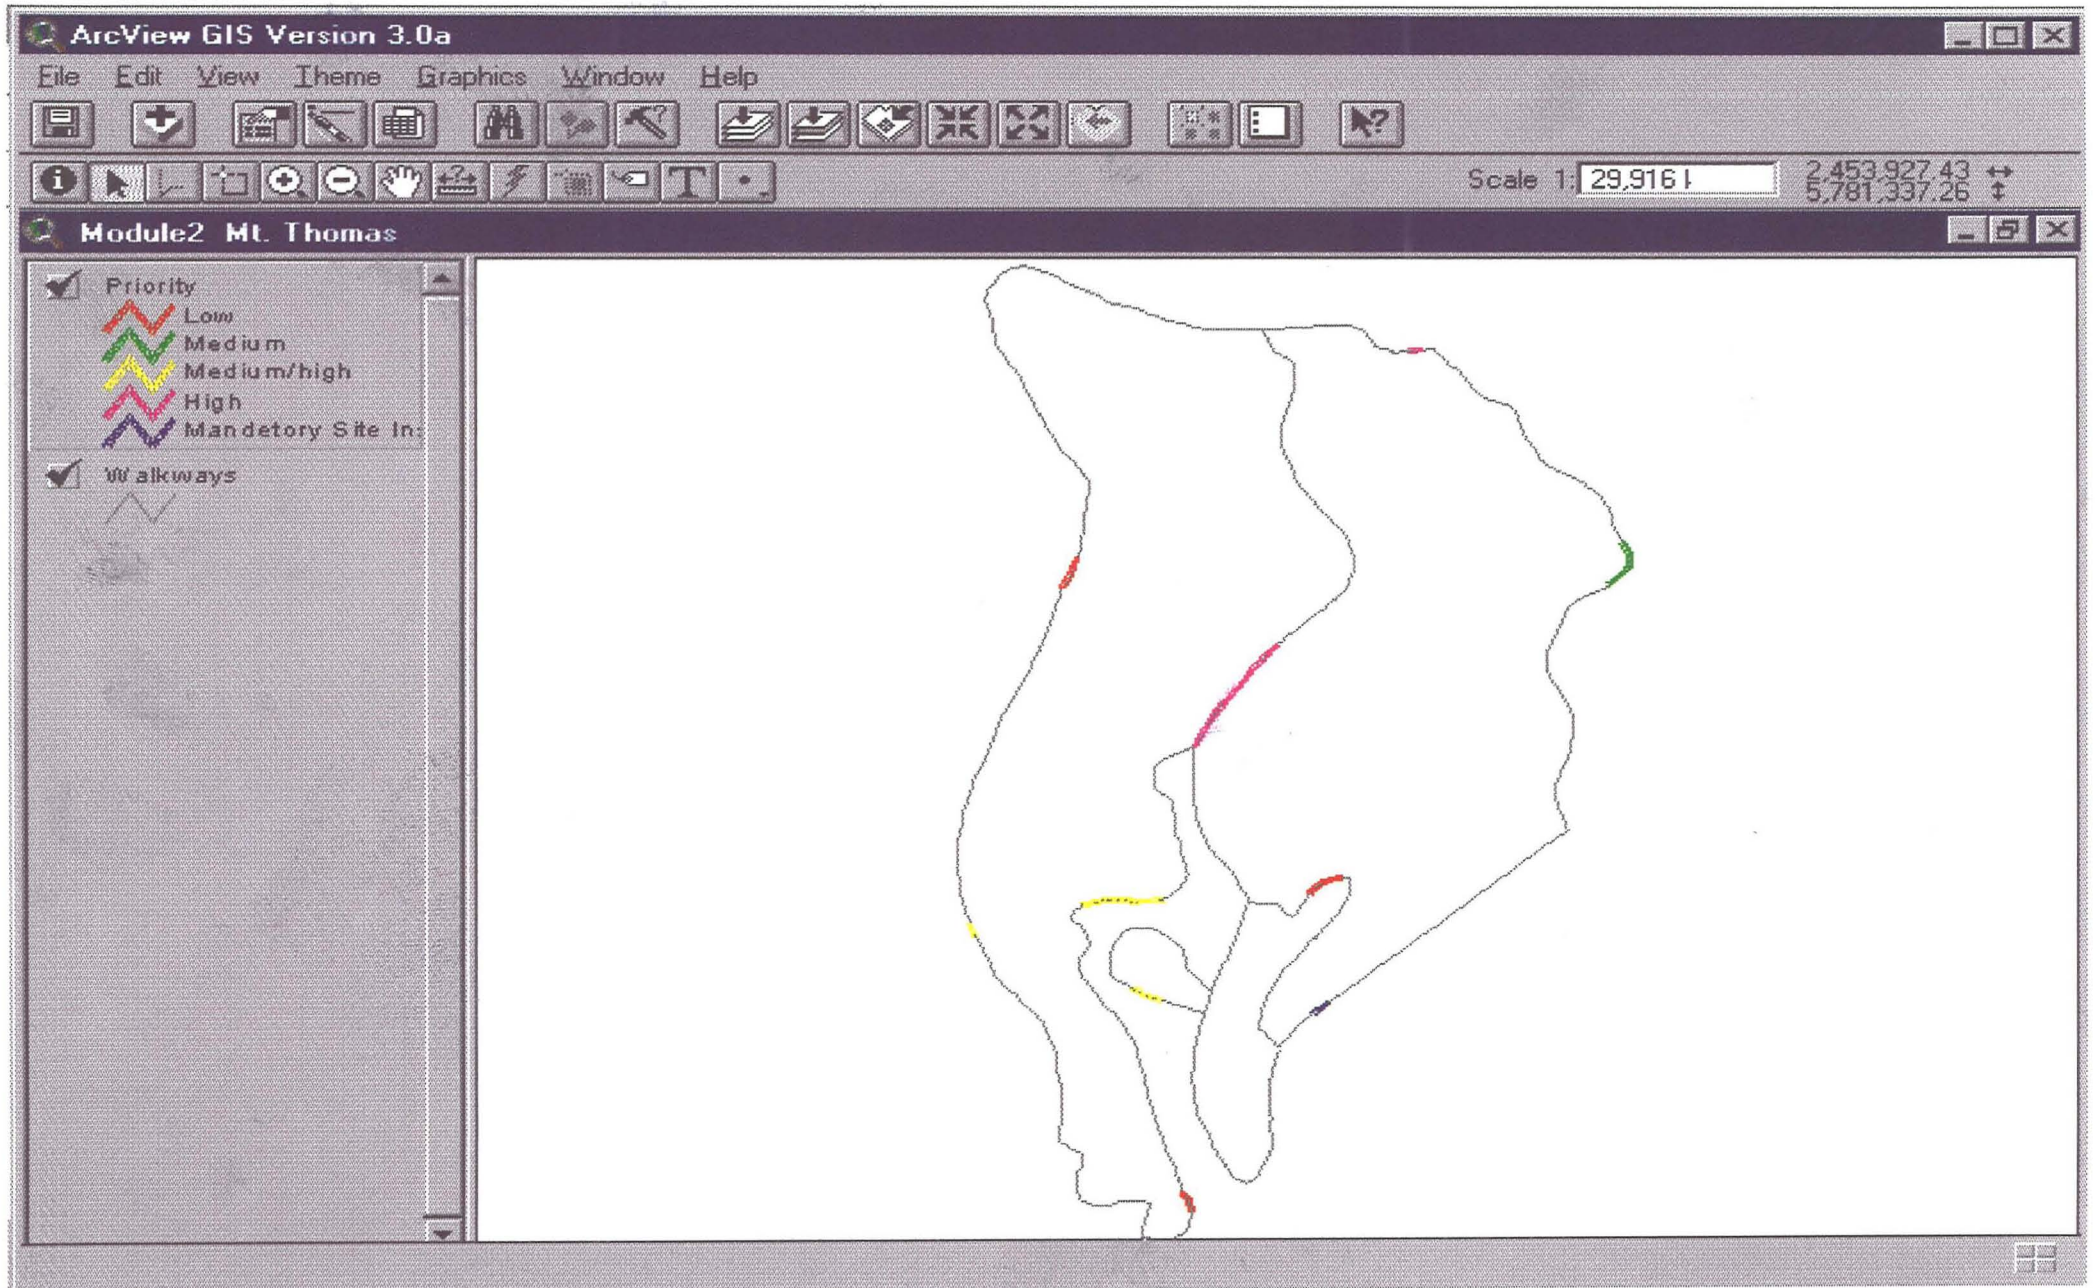 ArcView GIS Version 3.0a
File Edit View Theme Graphics Window Help
Scale 1: 29,916
2,453,927.43
5,781,337.26
Module2 Mt. Thomas
Priority
Low
Medium
Medium/high
High
Mandetory Site In:
Walkways